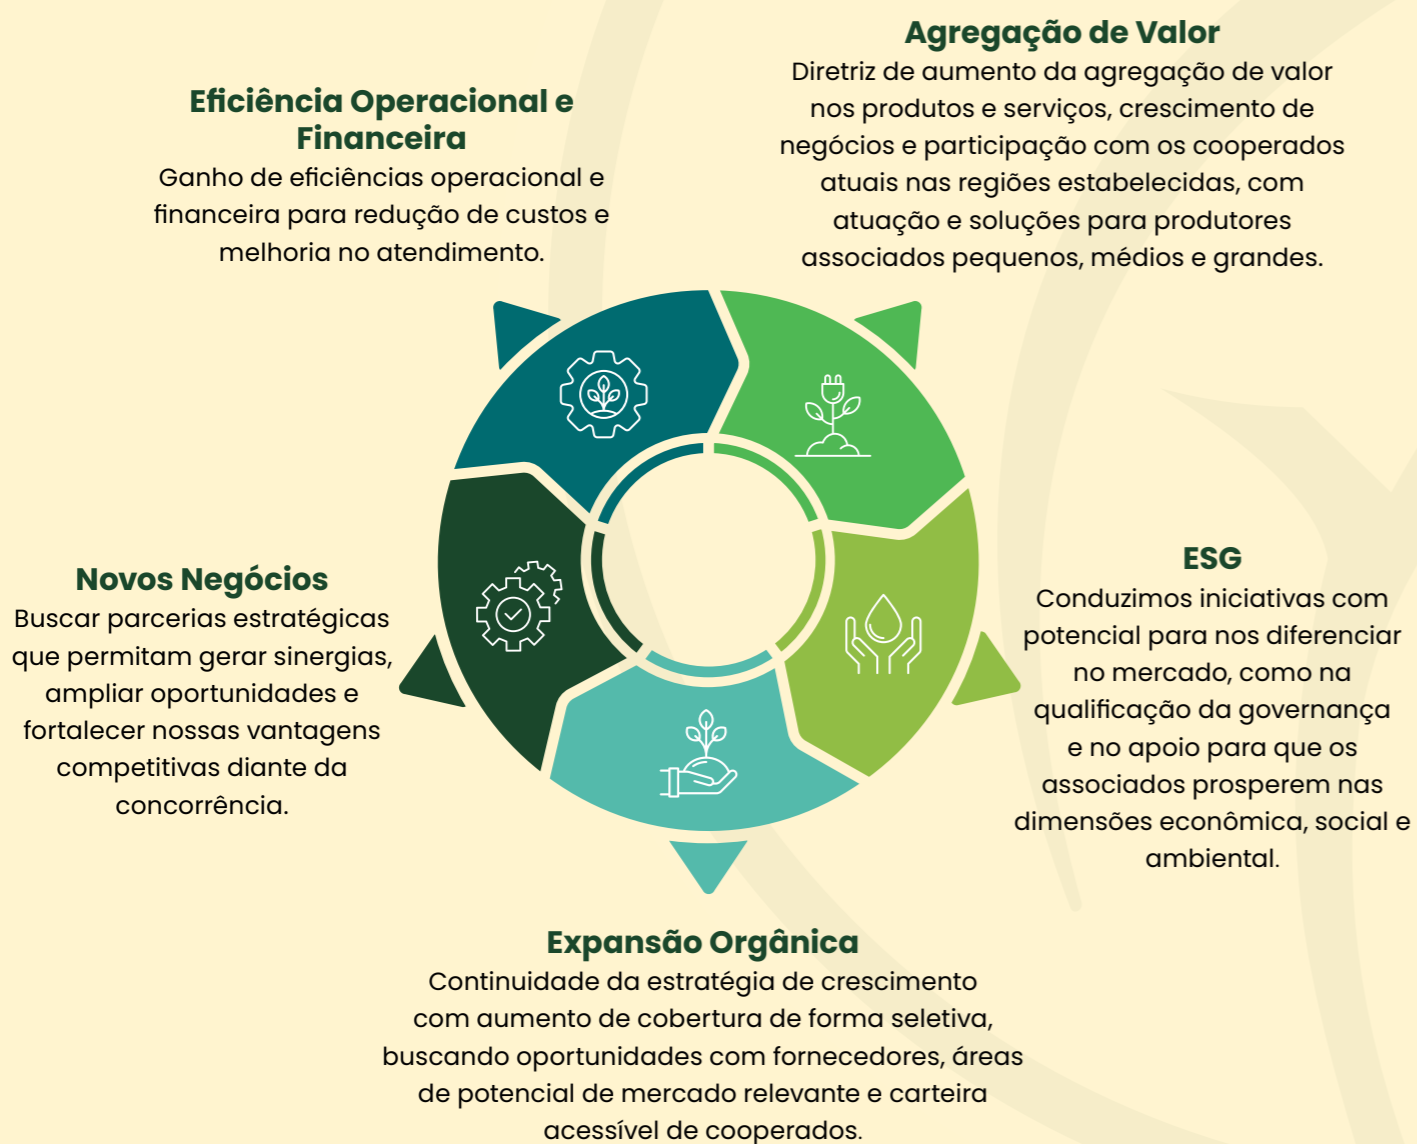 Agregação de Valor
Diretriz de aumento da agregação de valor
nos produtos e serviços, crescimento de
negócios e participação com os cooperados
atuais nas regiões estabelecidas, com
atuação e soluções para produtores
associados pequenos, médios e grandes.
Eficiência Operacional e
Financeira
Ganho de eficiências operacional e
financeira para redução de custos e
melhoria no atendimento.
ESG
Conduzimos iniciativas com
potencial para nos diferenciar
no mercado, como na
qualificação da governança
e no apoio para que os
associados prosperem nas
dimensões econômica, social e
ambiental.
Novos Negócios
Buscar parcerias estratégicas
que permitam gerar sinergias,
ampliar oportunidades e
fortalecer nossas vantagens
competitivas diante da
concorrência.
Expansão Orgânica
Continuidade da estratégia de crescimento
com aumento de cobertura de forma seletiva,
buscando oportunidades com fornecedores, áreas
de potencial de mercado relevante e carteira
acessível de cooperados.